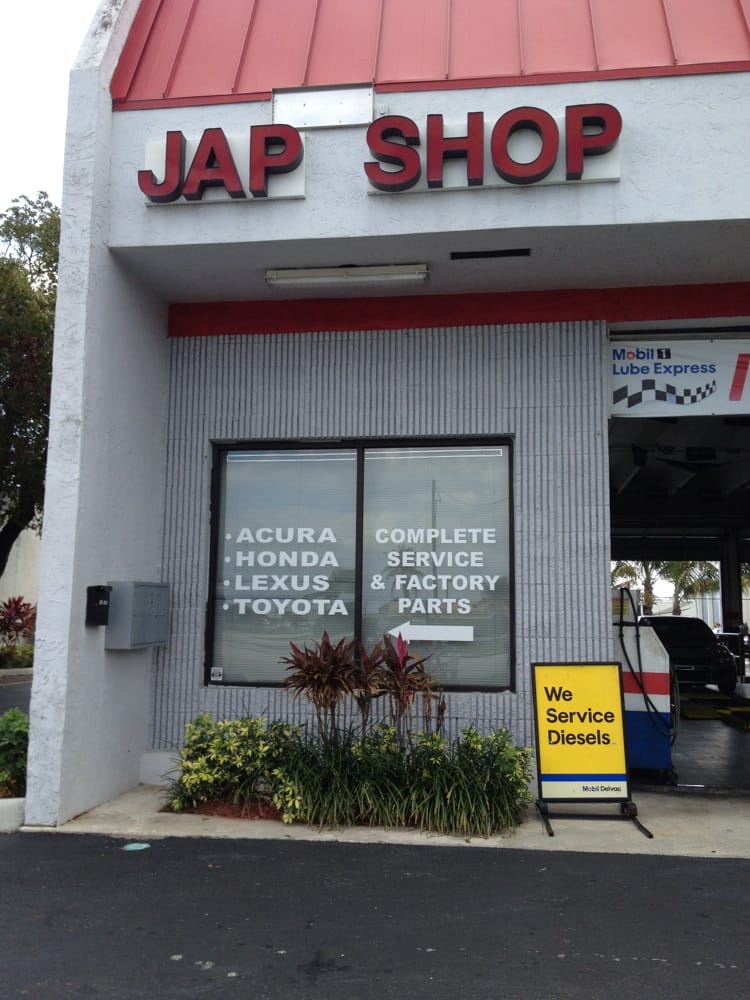 JAP SHOP
Mobil 1
Lube Express
• ACURA
• HONDA
• LEXUS
• TOYOTA
COMPLETE
SERVICE
& FACTORY
PARTS
We
Service
Diesels
Mobil Delvac